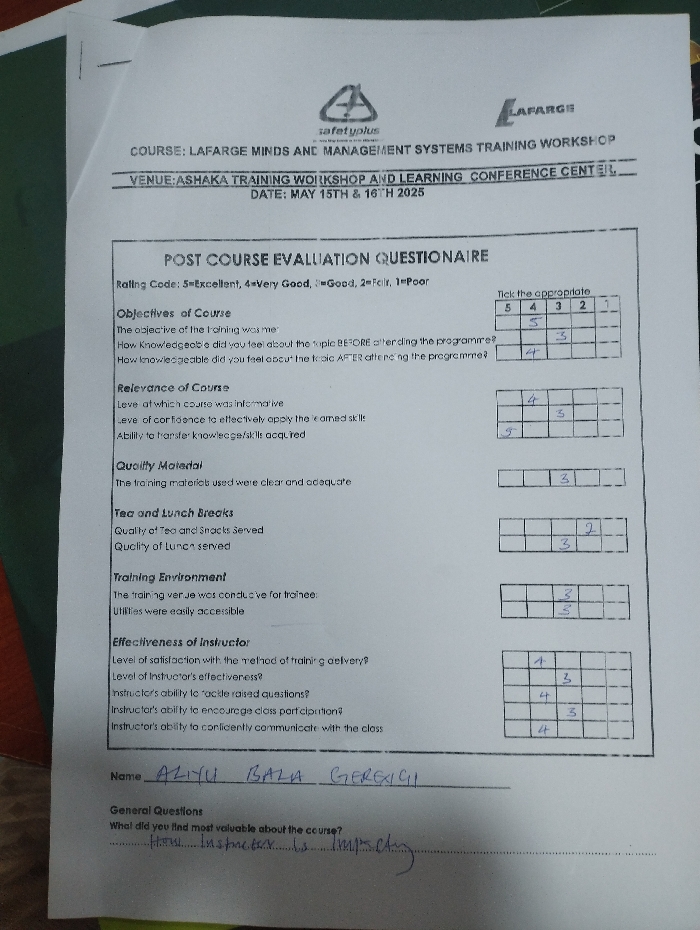 safetyplus
LAFARGE
COURSE: LAFARGE MINDS AND MANAGEMENT SYSTEMS TRAINING WORKSHOP
VENUE:ASHAKA TRAINING WORKSHOP AND LEARNING CONFERENCE CENTER.
DATE: MAY 15TH & 16TH 2025
POST COURSE EVALUATION QUESTIONAIRE
Rating Code: 5=Excellent, 4=Very Good, 3=Good, 2=Fair, 1=Poor
Tick the appropriate
5 4 3 2 1
Objectives of Course
The objective of the training was met 5
How Knowledgeable did you feel about the topic BEFORE attending the programme? 3
How knowledgeable did you feel about the topic AFTER attending the programme? 4
Relevance of Course
Level at which course was informative 4
Level of confidence to effectively apply the learned skills 3
Ability to transfer knowledge/skills acquired 5
Quality Material
The training materials used were clear and adequate 3
Tea and Lunch Breaks
Quality of Tea and Snacks Served 2
Quality of Lunch served 3
Training Environment
The training venue was conducive for trainees 3
Utilities were easily accessible 3
Effectiveness of Instructor
Level of satisfaction with the method of training delivery? 4
Level of Instructor's effectiveness? 3
Instructor's ability to tackle raised questions? 4
Instructor's ability to encourage class participation? 3
Instructor's ability to confidently communicate with the class 4
Name ALIYU BALA
General Questions
What did you find most valuable about the course?
How Instructor is